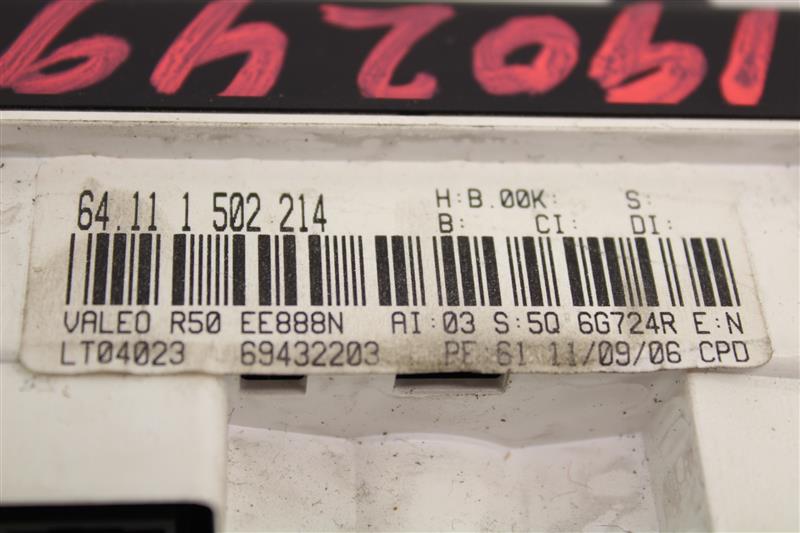 64.11 1 502 214
H:B.00K: S:
B: CI: DI:
VALEO R50 EE888N AI:03 S:5Q 6G724R E:N
LT04023 69432203 PE:61 11/09/06 CPD